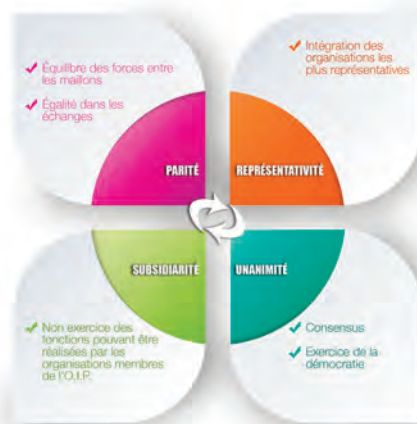 ✔ Équilibre des forces entre
les maillons
✔ Égalité dans les
échanges
PARITÉ
✔ Intégration des
organisations les
plus représentatives
REPRÉSENTATIVITÉ
SUBSIDIARITÉ
✔ Non exercice des
fonctions pouvant être
réalisées par les
organisations membres
de l'O.I.P.
UNANIMITÉ
✔ Consensus
✔ Exercice de la
démocratie